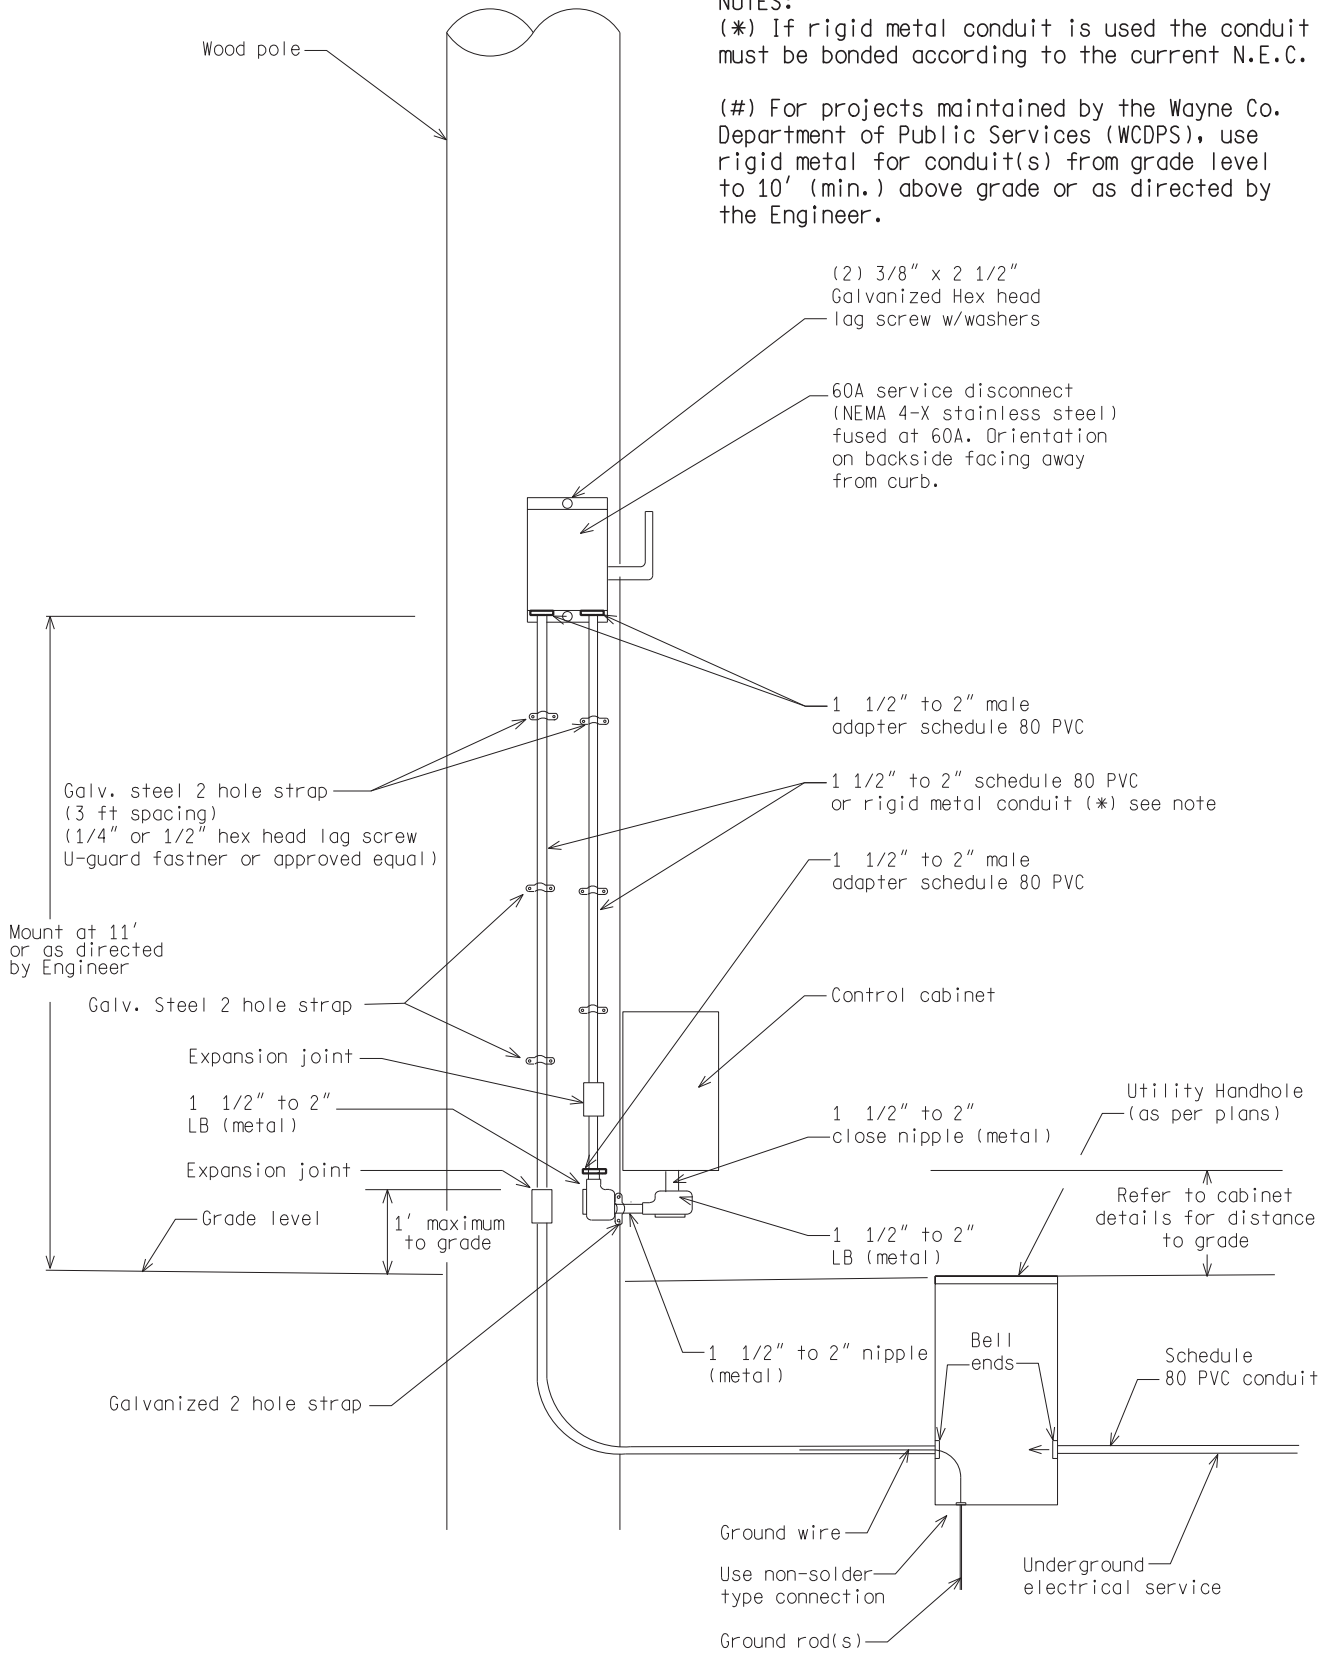 NOTES:
(*) If rigid metal conduit is used the conduit
must be bonded according to the current N.E.C.
(#) For projects maintained by the Wayne Co.
Department of Public Services (WCDPS), use
rigid metal for conduit(s) from grade level
to 10' (min.) above grade or as directed by
the Engineer.
Wood pole
(2) 3/8" x 2 1/2"
Galvanized Hex head
lag screw w/washers
60A service disconnect
(NEMA 4-X stainless steel)
fused at 60A. Orientation
on backside facing away
from curb.
1 1/2" to 2" male
adapter schedule 80 PVC
1 1/2" to 2" schedule 80 PVC
or rigid metal conduit (*) see note
1 1/2" to 2" male
adapter schedule 80 PVC
Galv. steel 2 hole strap
(3 ft spacing)
(1/4" or 1/2" hex head lag screw
U-guard fastner or approved equal)
Mount at 11'
or as directed
by Engineer
Galv. Steel 2 hole strap
Control cabinet
Expansion joint
1 1/2" to 2"
LB (metal)
Expansion joint
Grade level
1' maximum
to grade
1 1/2" to 2"
close nipple (metal)
Utility Handhole
(as per plans)
Refer to cabinet
details for distance
to grade
1 1/2" to 2"
LB (metal)
1 1/2" to 2" nipple
(metal)
Bell
ends
Schedule
80 PVC conduit
Galvanized 2 hole strap
Ground wire
Use non-solder
type connection
Ground rod(s)
Underground
electrical service